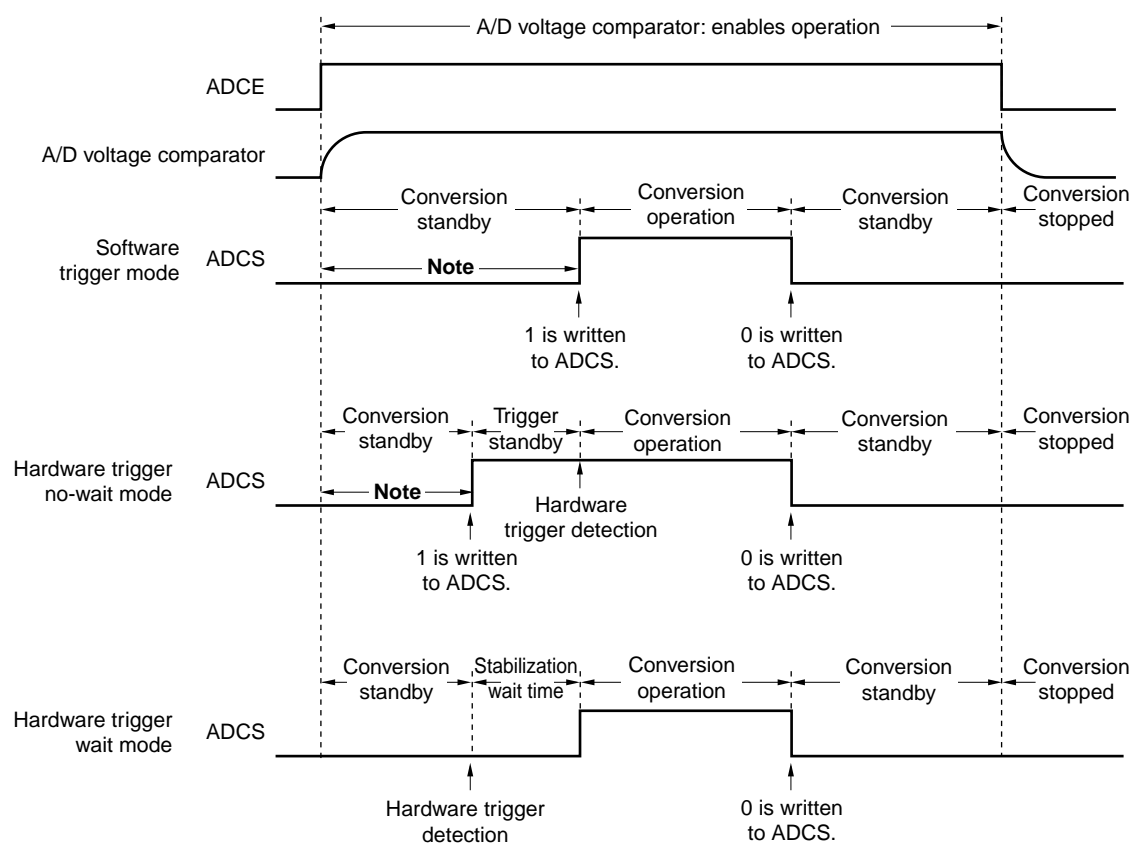 A/D voltage comparator: enables operation
ADCE
A/D voltage comparator
Conversion
standby
Conversion
operation
Conversion
standby
Conversion
stopped
Software
trigger mode
ADCS
Note
1 is written
to ADCS.
0 is written
to ADCS.
Conversion
standby
Trigger
standby
Conversion
operation
Conversion
standby
Conversion
stopped
Hardware trigger
no-wait mode
ADCS
Note
Hardware
trigger detection
1 is written
to ADCS.
0 is written
to ADCS.
Conversion
standby
Stabilization
wait time
Conversion
operation
Conversion
standby
Conversion
stopped
Hardware trigger
wait mode
ADCS
Hardware trigger
detection
0 is written
to ADCS.